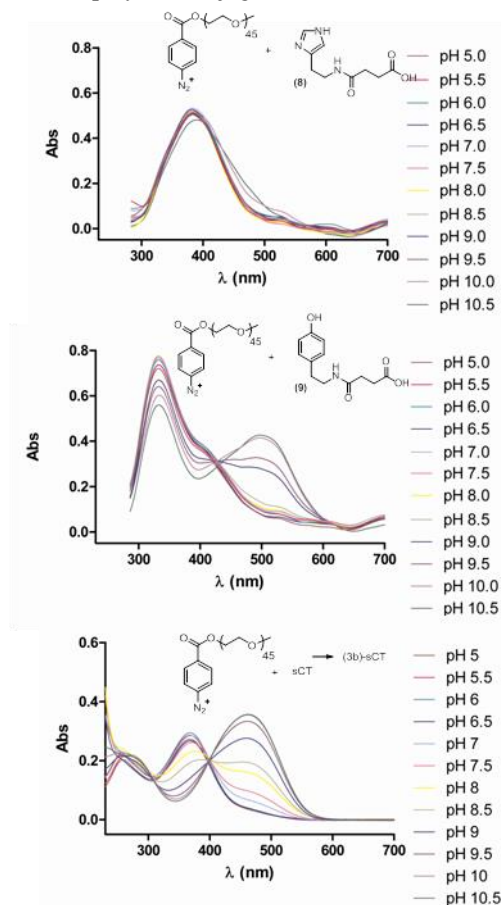 O O O 45
N₂⁺
+
HN N
(8) N H O O OH
Abs
0.8
0.6
0.4
0.2
0.0
300 400 500 600 700
λ (nm)
pH 5.0
pH 5.5
pH 6.0
pH 6.5
pH 7.0
pH 7.5
pH 8.0
pH 8.5
pH 9.0
pH 9.5
pH 10.0
pH 10.5
O O O 45
N₂⁺
+
OH
(9) N H O O OH
Abs
0.8
0.6
0.4
0.2
0.0
300 400 500 600 700
λ (nm)
pH 5.0
pH 5.5
pH 6.0
pH 6.5
pH 7.0
pH 7.5
pH 8.0
pH 8.5
pH 9.0
pH 9.5
pH 10.0
pH 10.5
O O O 45
N₂⁺
+ sCT → (3b)-sCT
Abs
0.6
0.4
0.2
0.0
300 400 500 600 700
λ (nm)
pH 5
pH 5.5
pH 6
pH 6.5
pH 7
pH 7.5
pH 8
pH 8.5
pH 9
pH 9.5
pH 10
pH 10.5